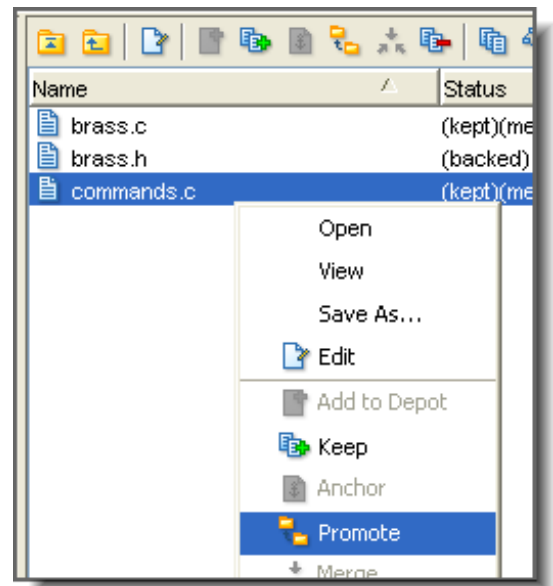 Name Status
brass.c (kept)(me
brass.h (backed)
commands.c (kept)(me
Open
View
Save As...
Edit
Add to Depot
Keep
Anchor
Promote
Merge